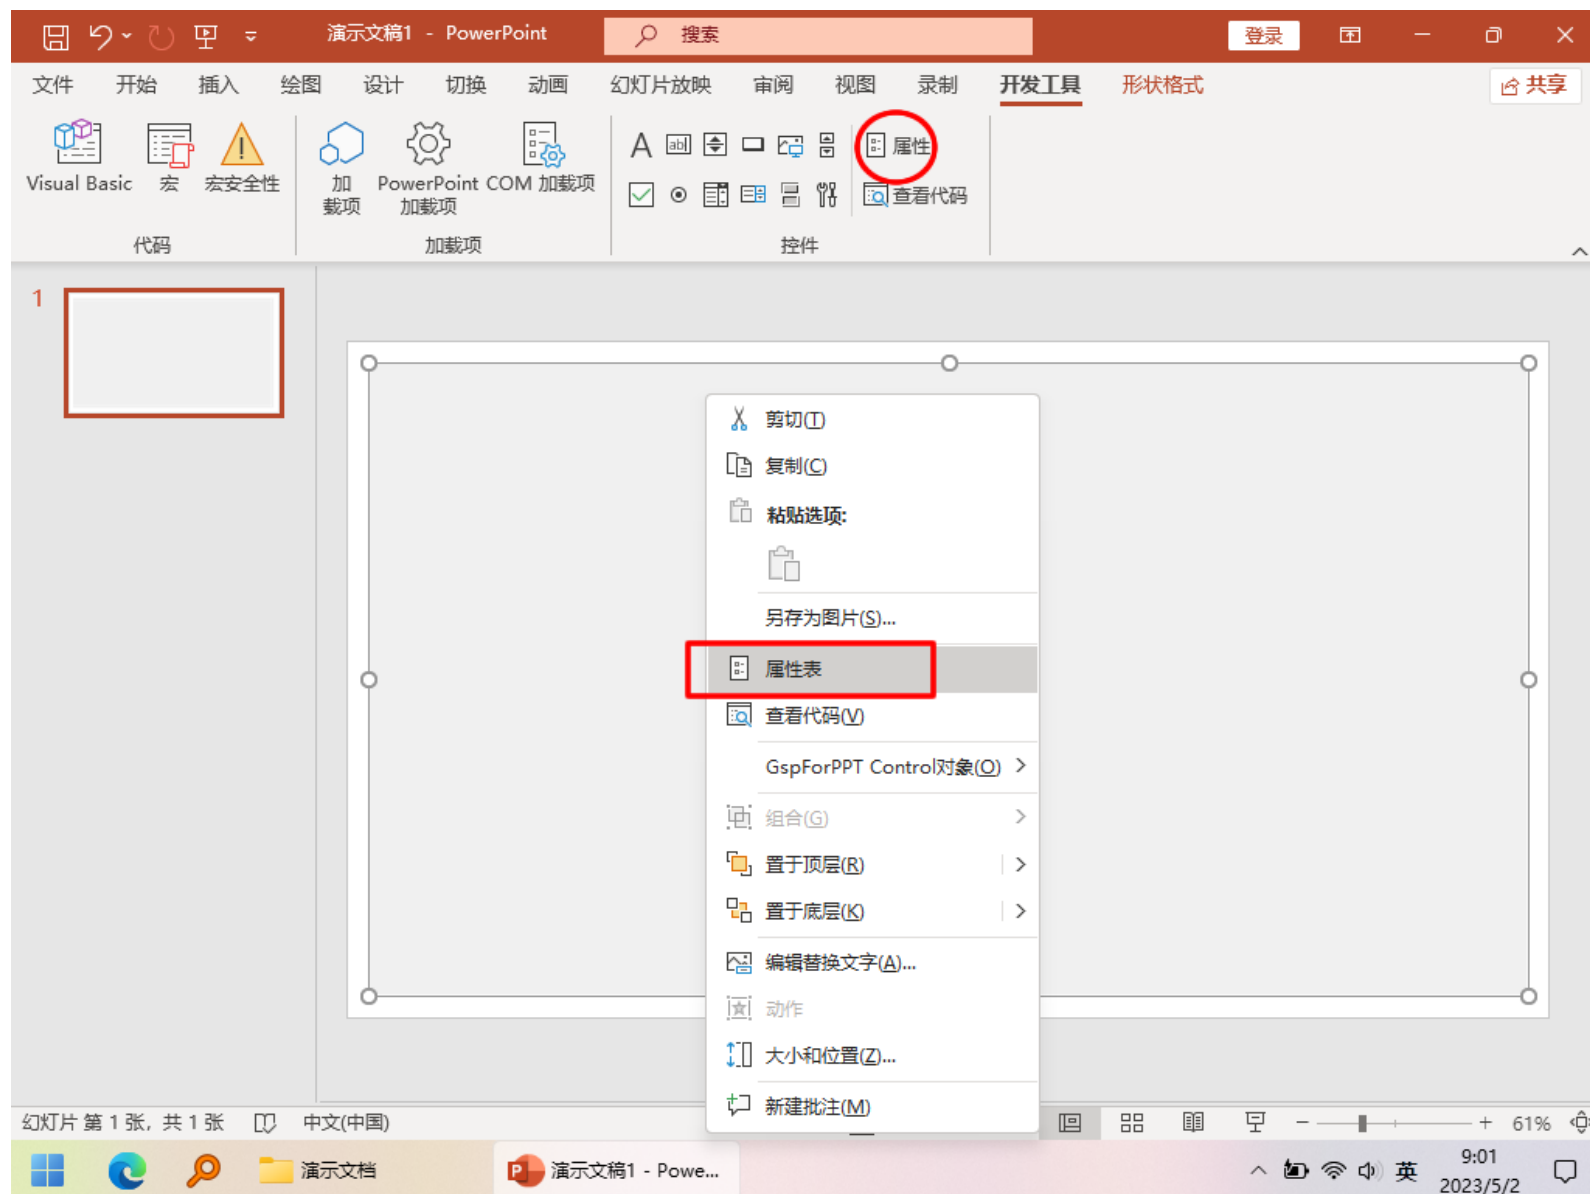 演示文稿1 - PowerPoint
搜索
登录
文件 开始 插入 绘图 设计 切换 动画 幻灯片放映 审阅 视图 录制 开发工具 形状格式 共享
Visual Basic 宏 宏安全性
加
载项
PowerPoint
加载项
COM 加载项
A abl 属性
查看代码
代码 加载项 控件
1
剪切(T)
复制(C)
粘贴选项:
另存为图片(S)...
属性表
查看代码(V)
GspForPPT Control对象(O)
组合(G)
置于顶层(R)
置于底层(K)
编辑替换文字(A)...
动作
大小和位置(Z)...
新建批注(M)
幻灯片 第 1 张, 共 1 张 中文(中国) 61%
演示文档 演示文稿1 - Powe... 英 9:01
2023/5/2